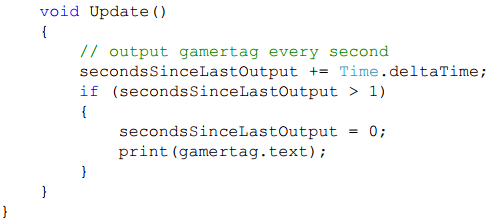 void Update()
{
// output gamertag every second
secondsSinceLastOutput += Time.deltaTime;
if (secondsSinceLastOutput > 1)
{
secondsSinceLastOutput = 0;
print(gamertag.text);
}
}
}